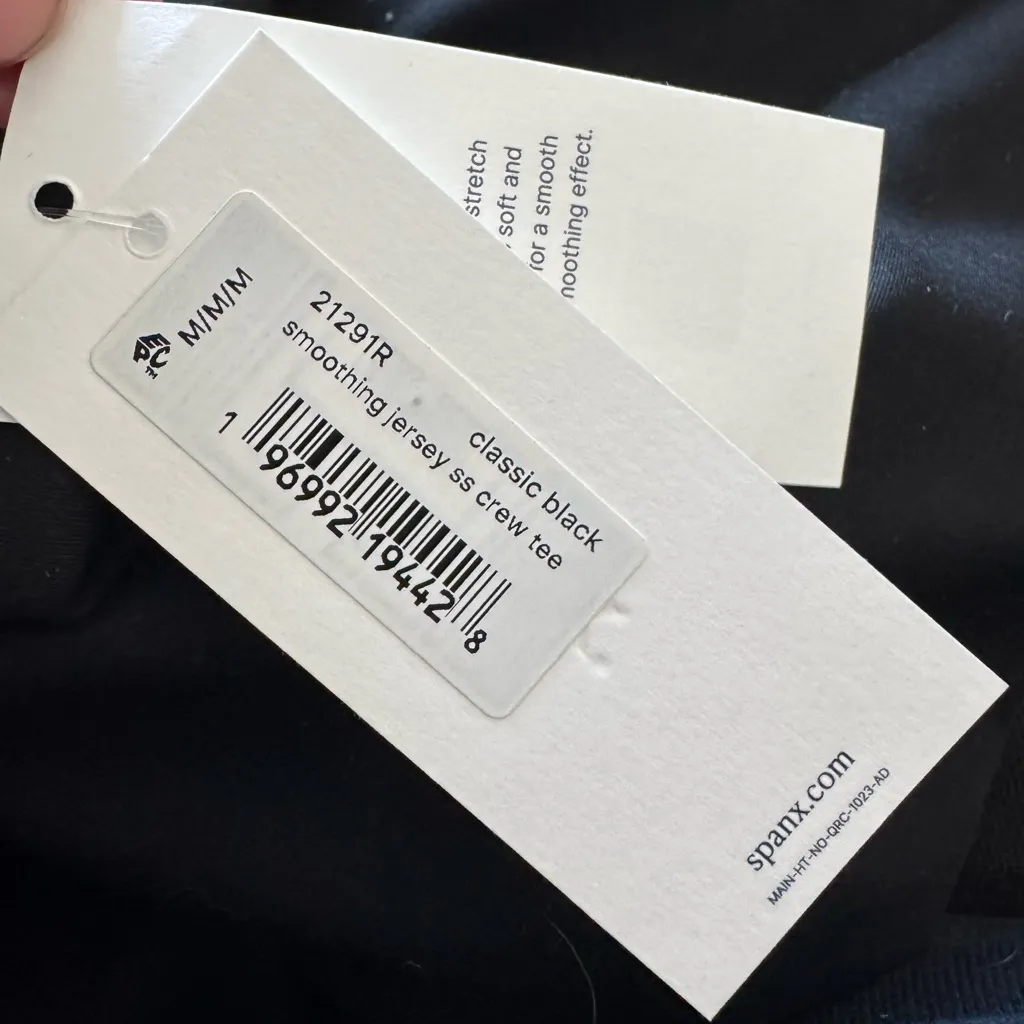 stretch
soft and
for a smooth
smoothing effect.
EPC™
M/M/M
21291R
classic black
smoothing jersey ss crew tee
1 96992 19442 8
spanx.com
MAIN-HT-NO-QRC-1023-AD